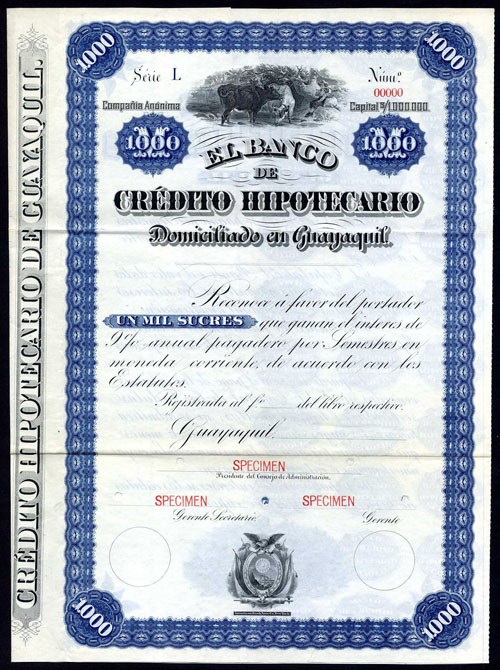 1000 1000
Série L Núm.º
00000
Compañia Anónima Capital S/1.000.000
1000 1000
EL BANCO
DE
CRÉDITO HIPOTECARIO
Domiciliado en Guayaquil.
Reconoce á favor del portador
UN MIL SUCRES que ganan el interes de
9% anual pagadero por Semestres en
moneda corriente, de acuerdo con los
Estatutos.
Registrada al f.º del libro respectivo.
Guayaquil
SPECIMEN
Presidente del Consejo de Administración.
SPECIMEN SPECIMEN
Gerente Secretario. Gerente
1000 1000
CRÉDITO HIPOTECARIO DE GUAYAQUIL.